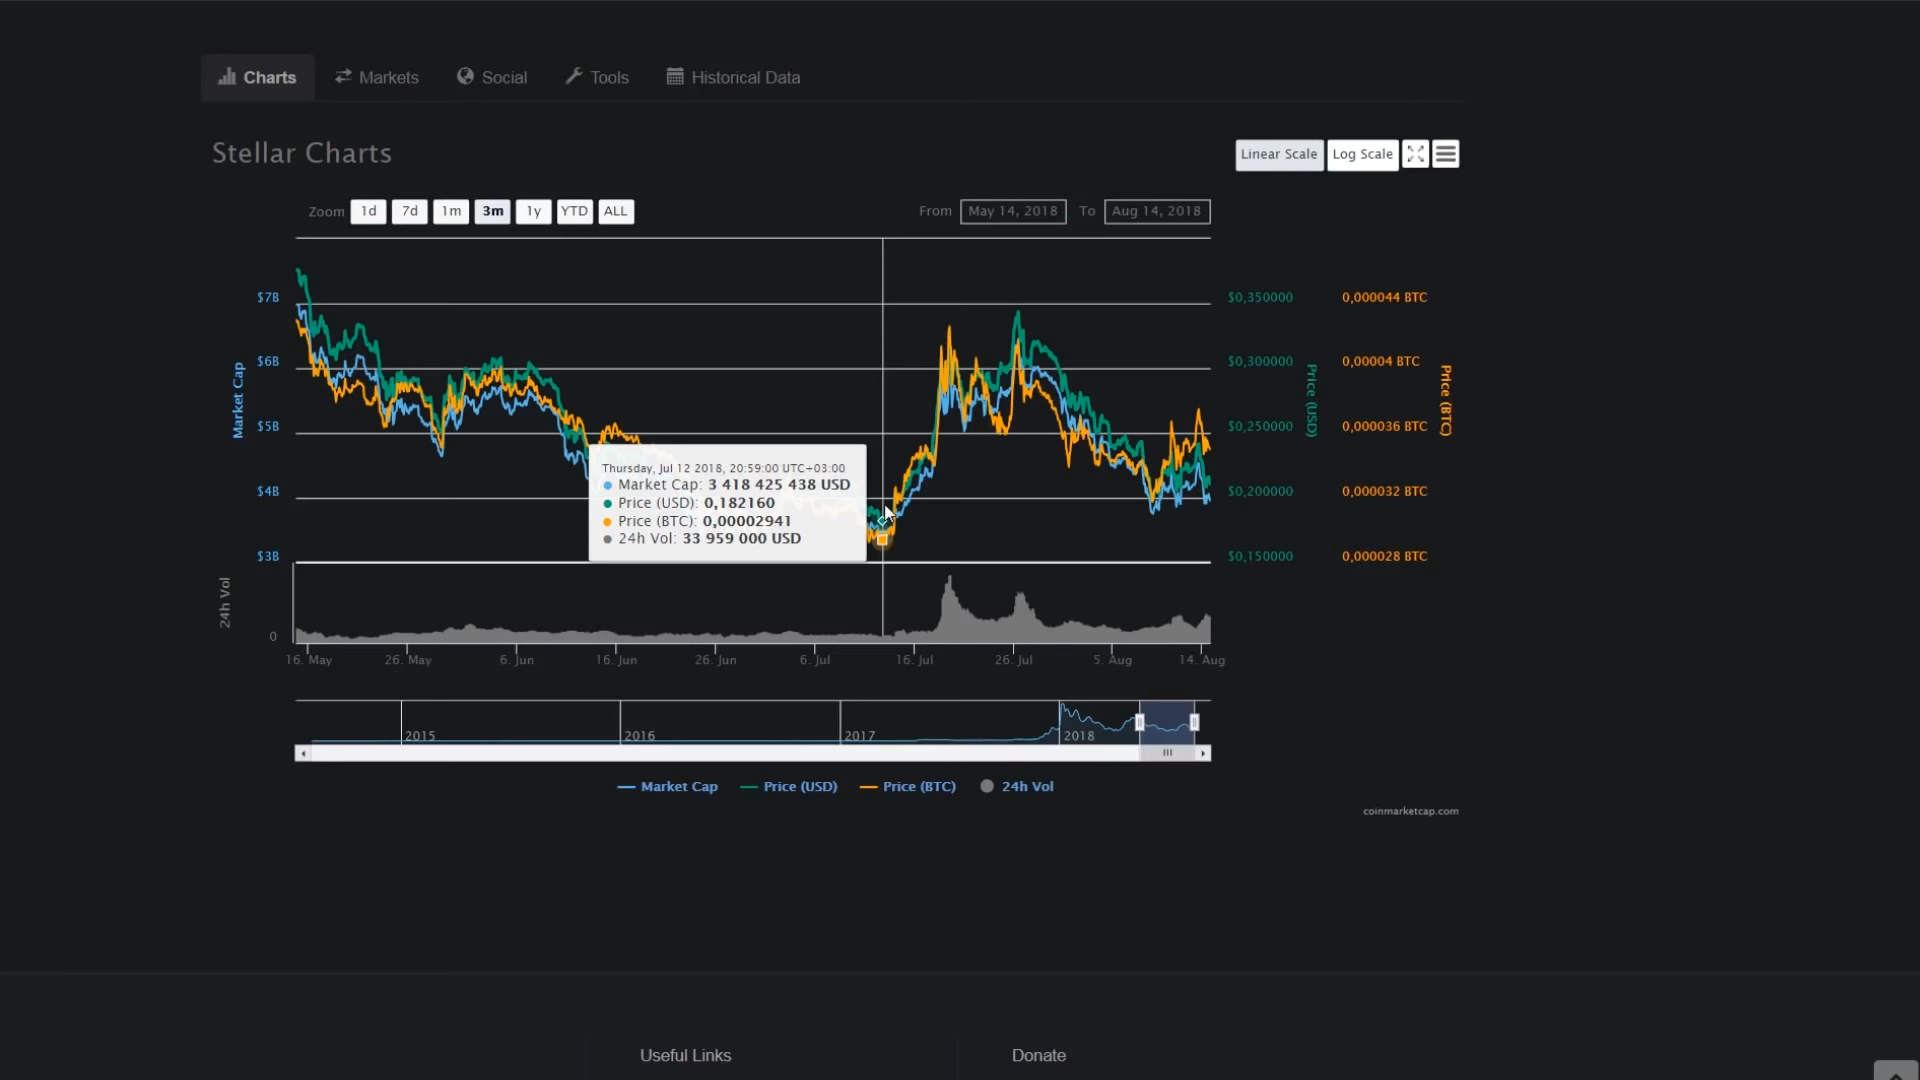 Charts Markets Social Tools Historical Data
Stellar Charts
Linear Scale Log Scale
Zoom 1d 7d 1m 3m 1y YTD ALL From May 14, 2018 To Aug 14, 2018
$7B $0,350000 0,000044 BTC
$6B $0,300000 0,00004 BTC
Market Cap Price (USD) Price (BTC)
$5B $0,250000 0,000036 BTC
$4B $0,200000 0,000032 BTC
$3B $0,150000 0,000028 BTC
Thursday, Jul 12 2018, 20:59:00 UTC+03:00
Market Cap: 3 418 425 438 USD
Price (USD): 0,182160
Price (BTC): 0,00002941
24h Vol: 33 959 000 USD
24h Vol
0
16. May 26. May 6. Jun 16. Jun 26. Jun 6. Jul 16. Jul 26. Jul 5. Aug 14. Aug
2015 2016 2017 2018
Market Cap Price (USD) Price (BTC) 24h Vol
coinmarketcap.com
Useful Links Donate